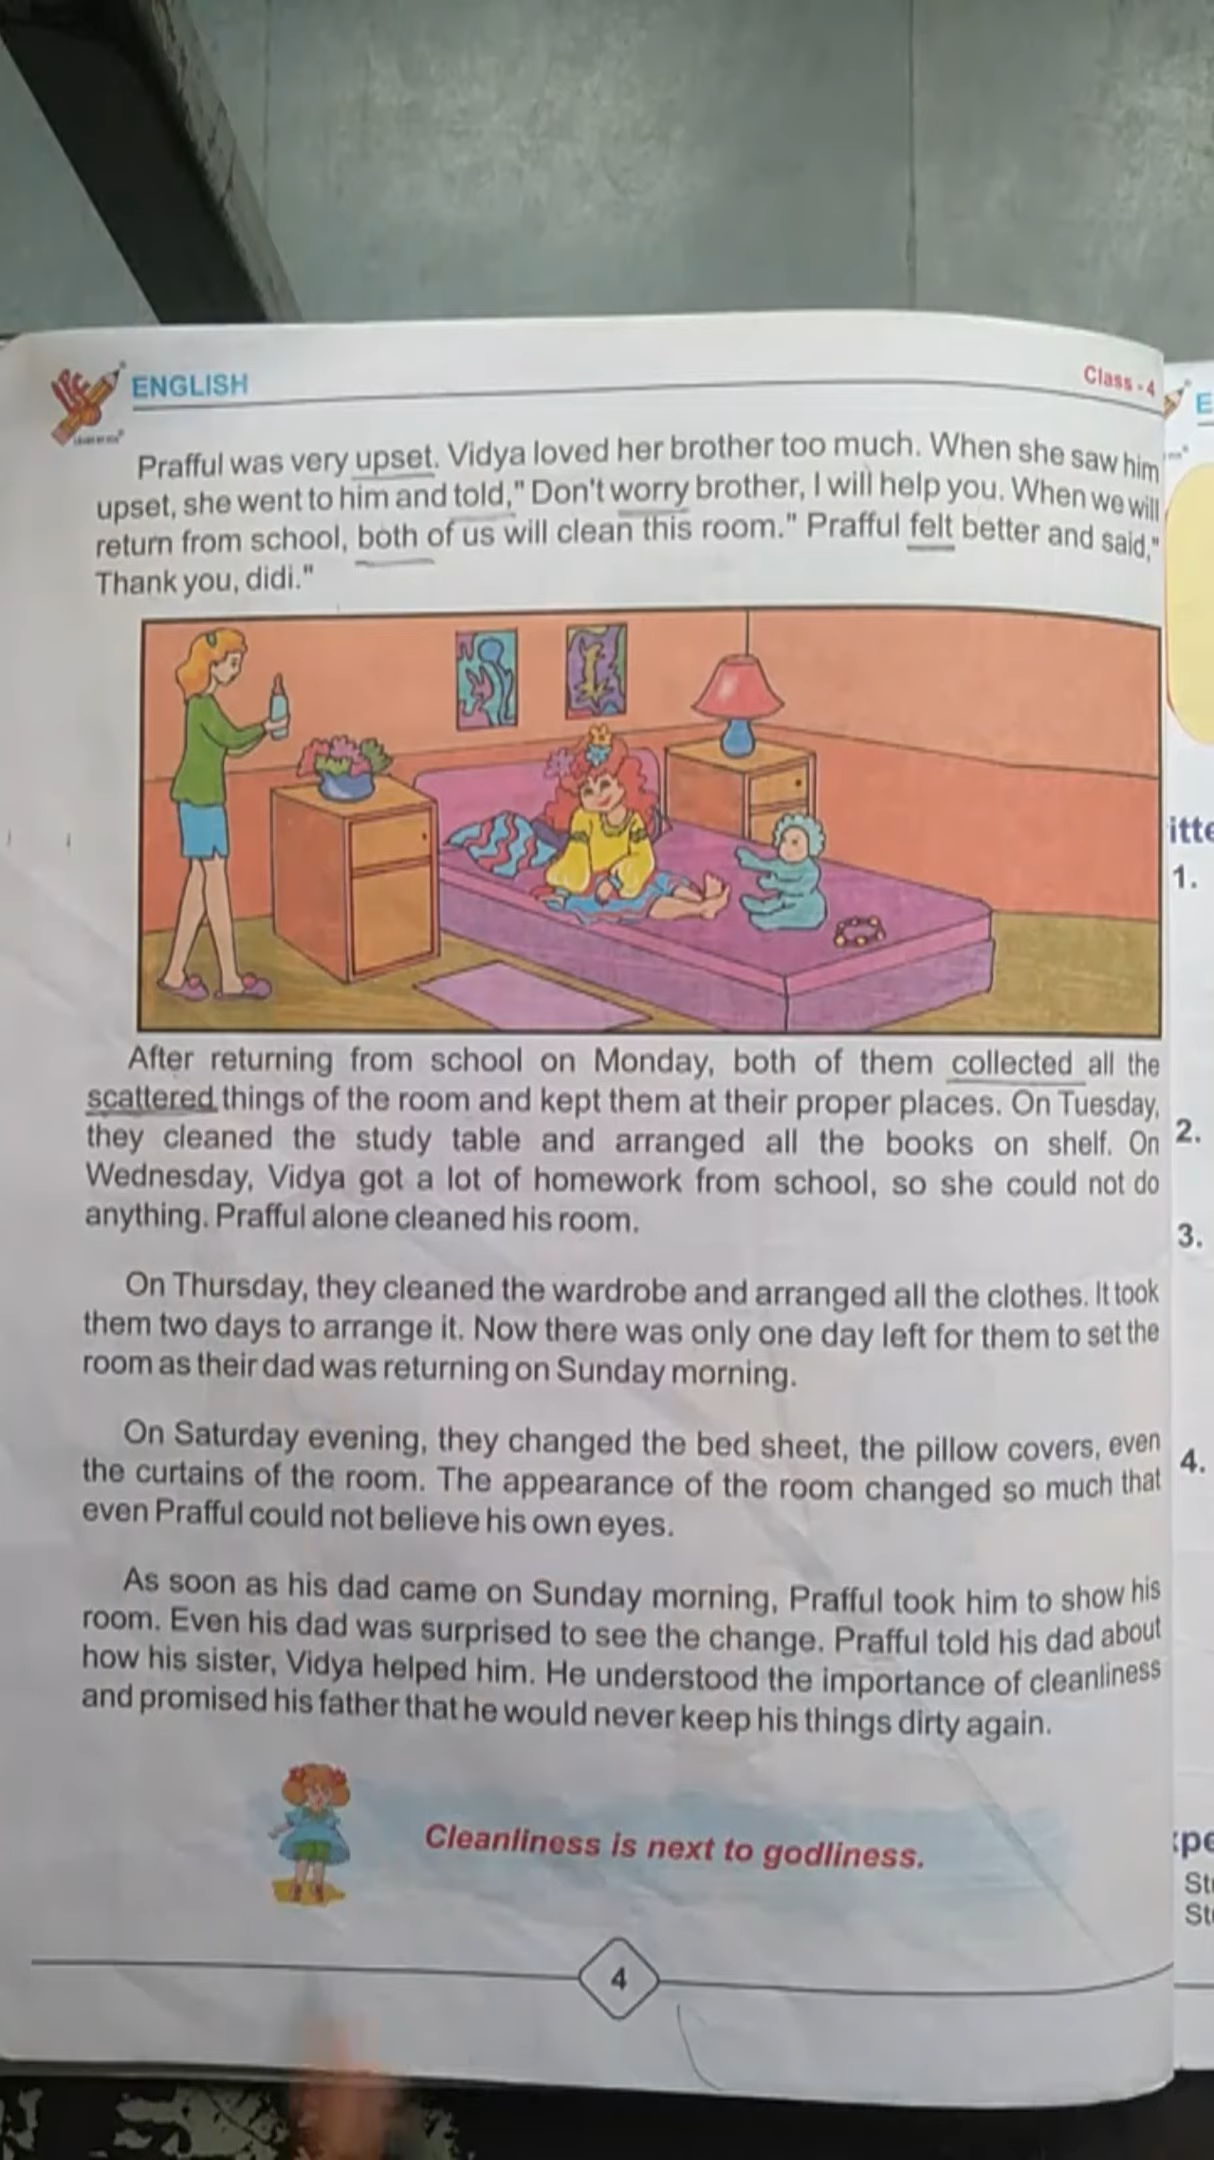 ENGLISH
Class - 4
E
Prafful was very upset. Vidya loved her brother too much. When she saw him
upset, she went to him and told," Don't worry brother, I will help you. When we will
return from school, both of us will clean this room." Prafful felt better and said,"
Thank you, didi."
After returning from school on Monday, both of them collected all the
scattered things of the room and kept them at their proper places. On Tuesday,
they cleaned the study table and arranged all the books on shelf. On
Wednesday, Vidya got a lot of homework from school, so she could not do
anything. Prafful alone cleaned his room.
On Thursday, they cleaned the wardrobe and arranged all the clothes. It took
them two days to arrange it. Now there was only one day left for them to set the
room as their dad was returning on Sunday morning.
On Saturday evening, they changed the bed sheet, the pillow covers, even
the curtains of the room. The appearance of the room changed so much that
even Prafful could not believe his own eyes.
As soon as his dad came on Sunday morning, Prafful took him to show his
room. Even his dad was surprised to see the change. Prafful told his dad about
how his sister, Vidya helped him. He understood the importance of cleanliness
and promised his father that he would never keep his things dirty again.
Cleanliness is next to godliness.
4
itte
1.
2.
3.
4.
xpe
St
St